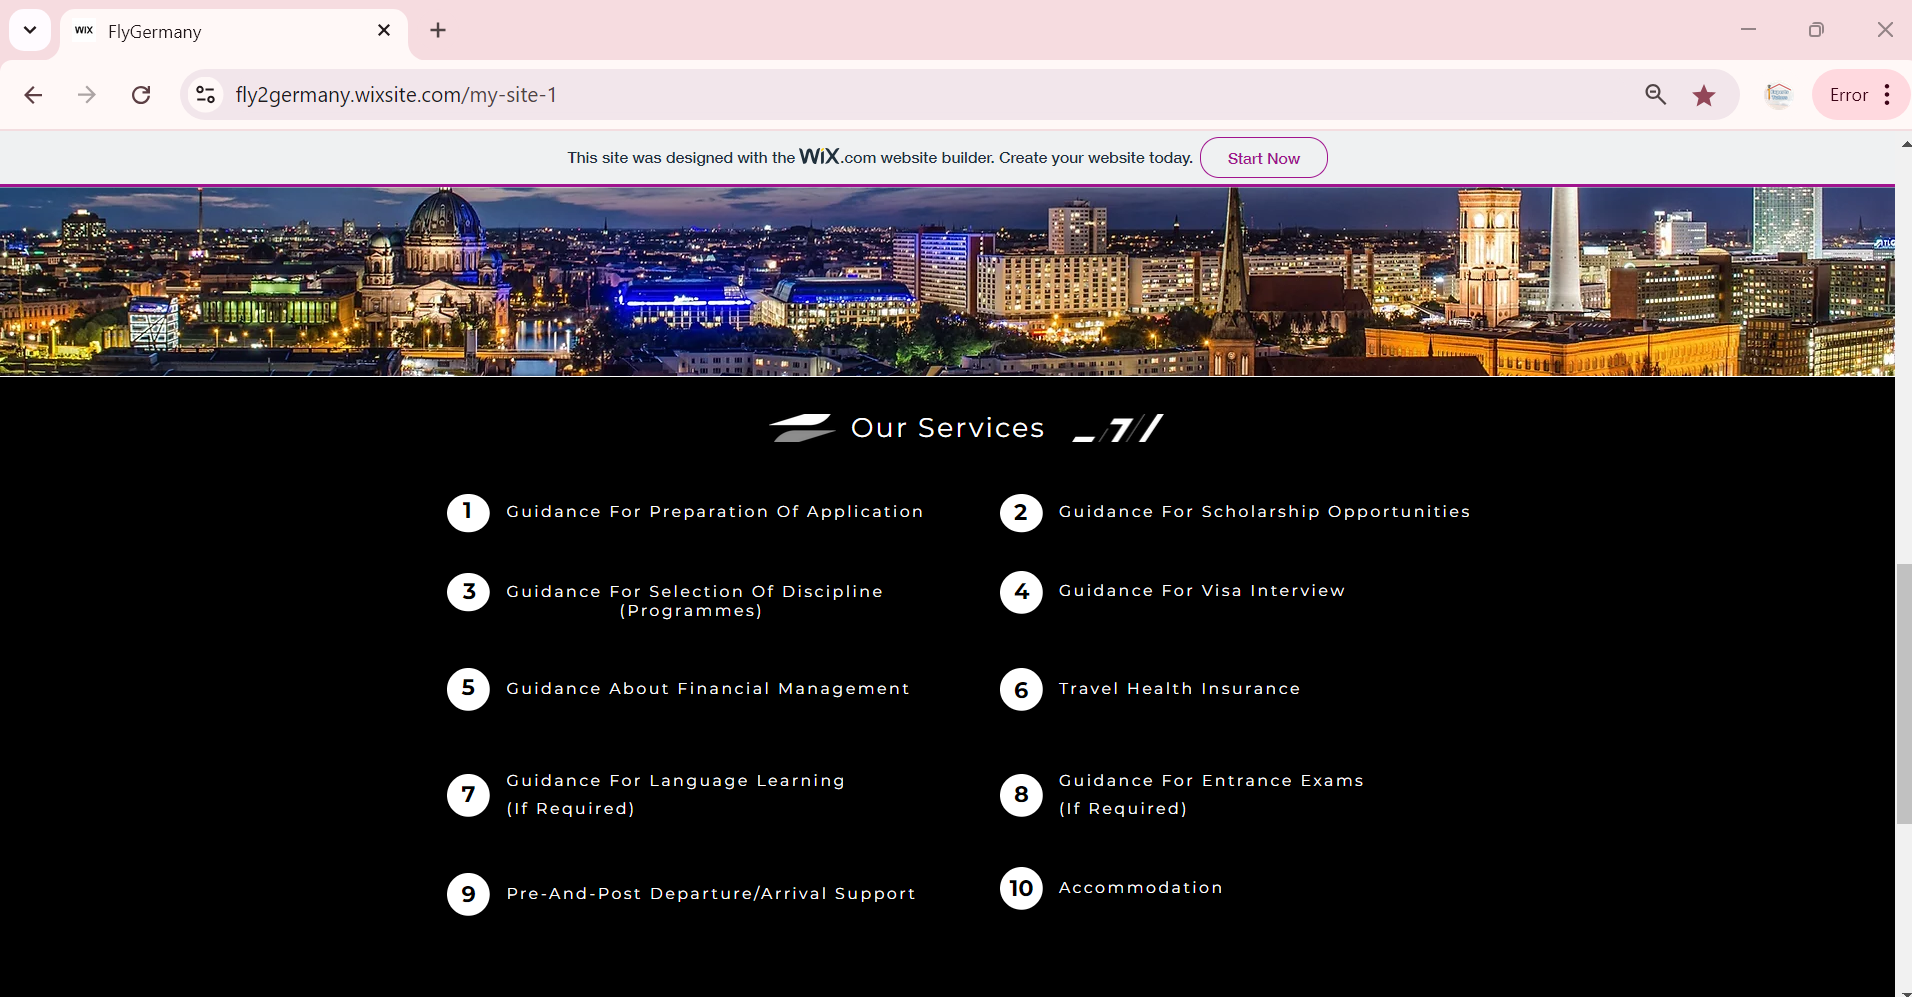 WiX FlyGermany
fly2germany.wixsite.com/my-site-1
Error
This site was designed with the WiX.com website builder. Create your website today. Start Now
Our Services
1 Guidance For Preparation Of Application
2 Guidance For Scholarship Opportunities
3 Guidance For Selection Of Discipline
(Programmes)
4 Guidance For Visa Interview
5 Guidance About Financial Management
6 Travel Health Insurance
7 Guidance For Language Learning
(If Required)
8 Guidance For Entrance Exams
(If Required)
9 Pre-And-Post Departure/Arrival Support
10 Accommodation